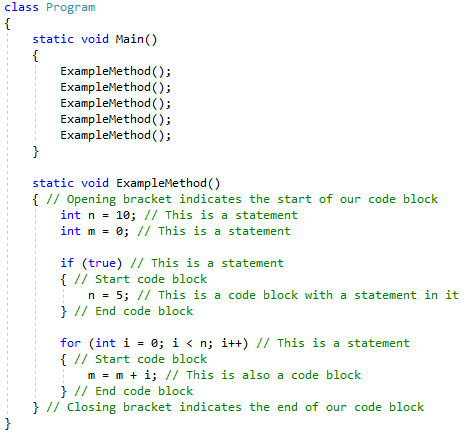 class Program
{
    static void Main()
    {
        ExampleMethod();
        ExampleMethod();
        ExampleMethod();
        ExampleMethod();
        ExampleMethod();
    }

    static void ExampleMethod()
    { // Opening bracket indicates the start of our code block
        int n = 10; // This is a statement
        int m = 0; // This is a statement

        if (true) // This is a statement
        { // Start code block
            n = 5; // This is a code block with a statement in it
        } // End code block

        for (int i = 0; i < n; i++) // This is a statement
        { // Start code block
            m = m + i; // This is also a code block
        } // End code block
    } // Closing bracket indicates the end of our code block
}